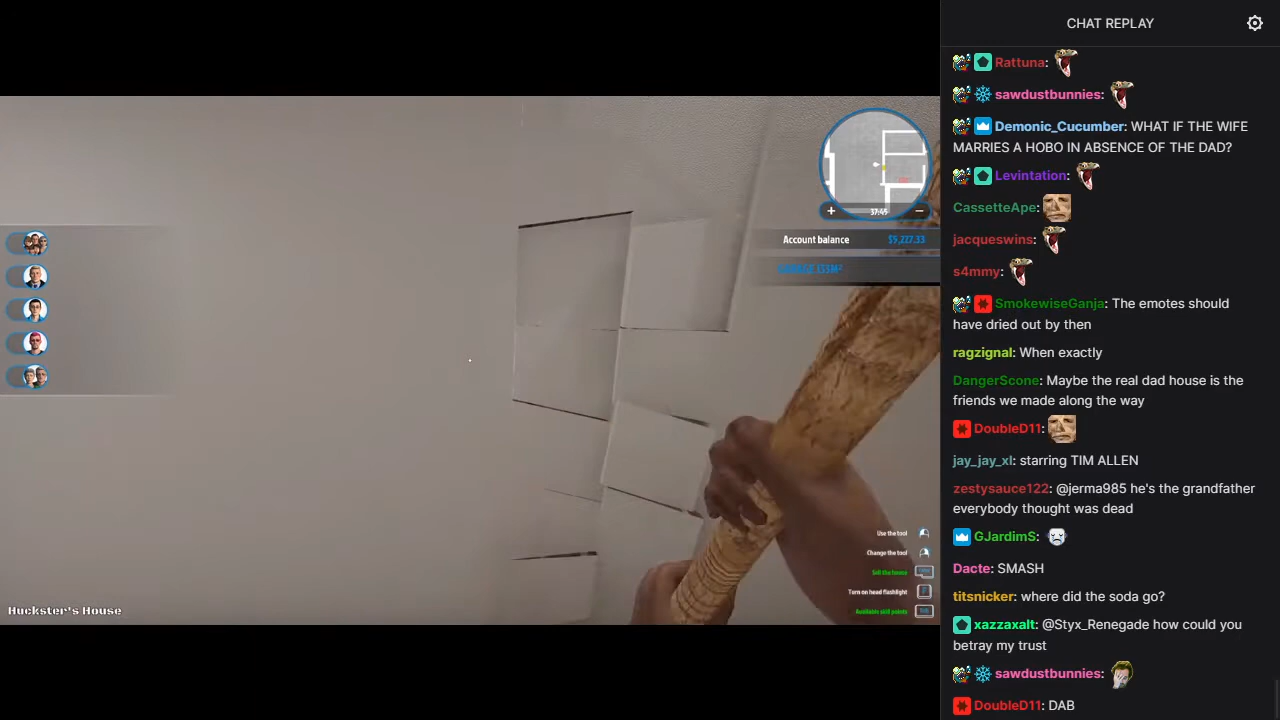 37:45
Account balance $5,227.33
Use the tool
Change the tool
Sell the house
Turn on head flashlight
Available skill points
Huckster's House
CHAT REPLAY
Rattuna:
sawdustbunnies:
Demonic_Cucumber: WHAT IF THE WIFE
MARRIES A HOBO IN ABSENCE OF THE DAD?
Levintation:
CassetteApe:
jacqueswins:
s4mmy:
SmokewiseGanja: The emotes should
have dried out by then
ragzignal: When exactly
DangerScone: Maybe the real dad house is the
friends we made along the way
DoubleD11:
jay_jay_xl: starring TIM ALLEN
zestysauce122: @jerma985 he's the grandfather
everybody thought was dead
GJardimS:
Dacte: SMASH
titsnicker: where did the soda go?
xazzaxalt: @Styx_Renegade how could you
betray my trust
sawdustbunnies:
DoubleD11: DAB